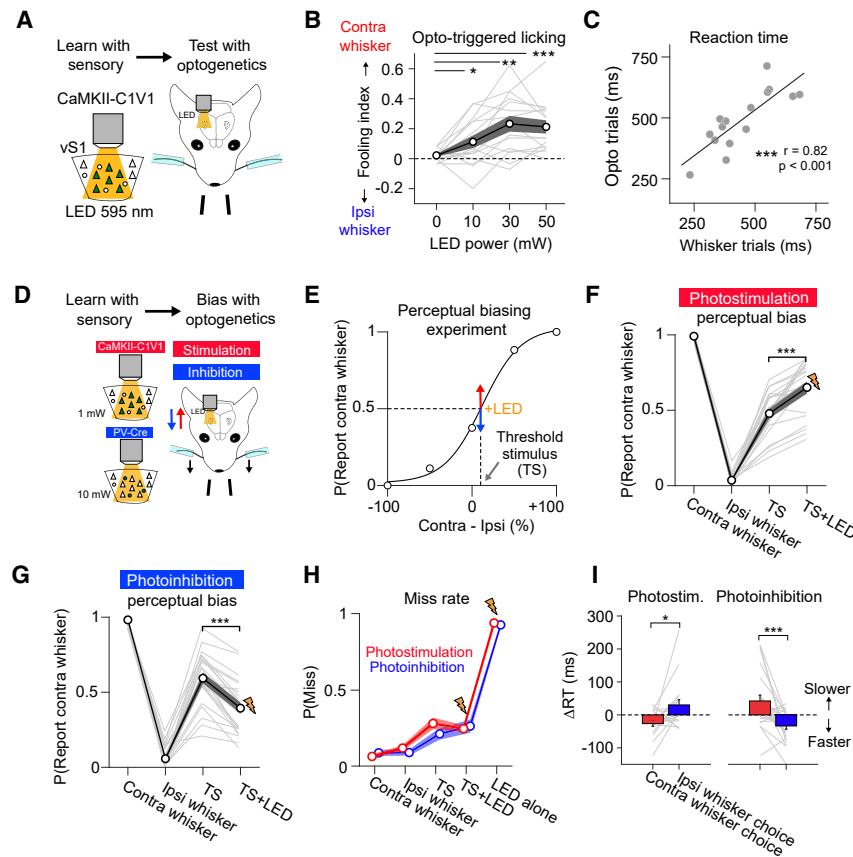 A
Learn with
sensory
Test with
optogenetics
CaMKII-C1V1
vS1
LED
LED 595 nm
B
Contra
whisker
Opto-triggered licking
***
**
*
Fooling index
0.6
0.4
0.2
0
-0.2
Ipsi
whisker
0 10 30 50
LED power (mW)
C
Reaction time
Opto trials (ms)
750
500
250
*** r = 0.82
p < 0.001
250 500 750
Whisker trials (ms)
D
Learn with
sensory
Bias with
optogenetics
CaMKII-C1V1
Stimulation
Inhibition
1 mW
LED
PV-Cre
10 mW
E
Perceptual biasing
experiment
P(Report contra whisker)
1
0.5
0
+LED
Threshold
stimulus
(TS)
-100 0 +100
Contra - Ipsi (%)
F
Photostimulation
perceptual bias
P(Report contra whisker)
1
0.5
0
***
Contra whisker
Ipsi whisker
TS
TS+LED
G
Photoinhibition
perceptual bias
P(Report contra whisker)
1
0.5
0
***
Contra whisker
Ipsi whisker
TS
TS+LED
H
Miss rate
P(Miss)
1
0.5
0
Photostimulation
Photoinhibition
Contra whisker
Ipsi whisker
TS
TS+LED
LED alone
I
Photostim. Photoinhibition
ΔRT (ms)
300
200
100
0
-100
*
***
Slower
Faster
Contra whisker choice
Ipsi whisker choice